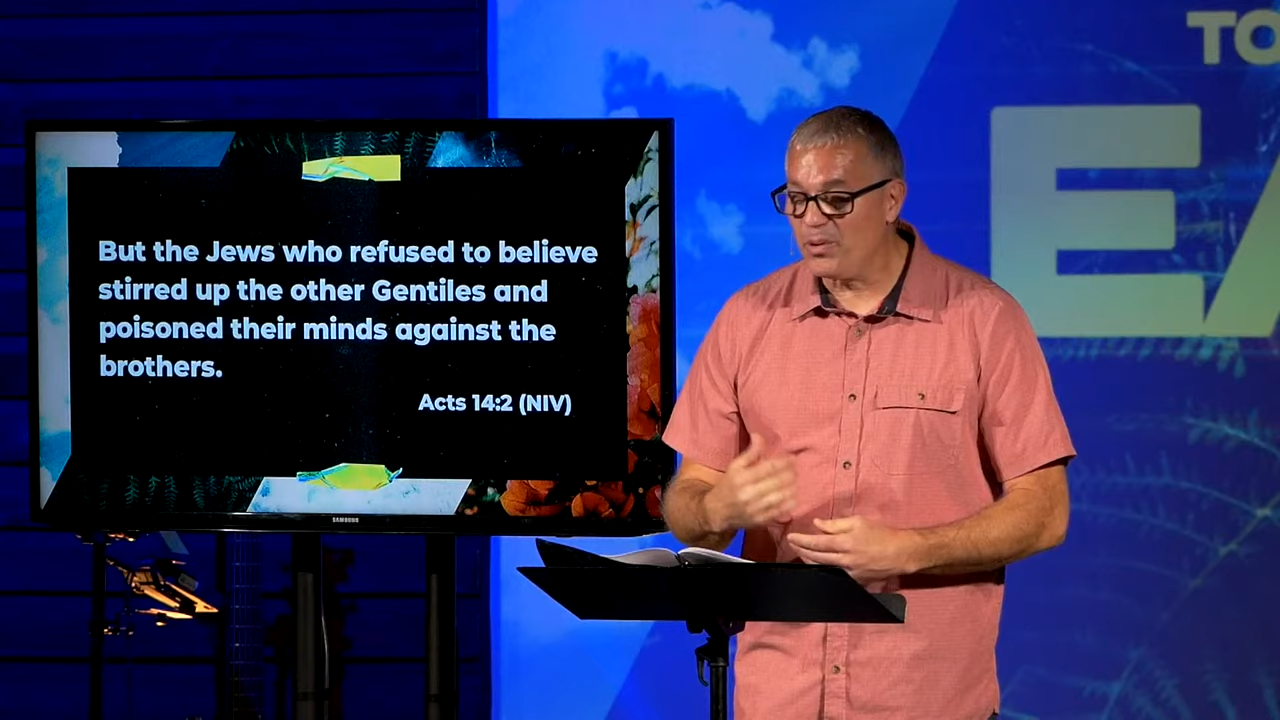 But the Jews who refused to believe
stirred up the other Gentiles and
poisoned their minds against the
brothers.
Acts 14:2 (NIV)
SAMSUNG
TO
E